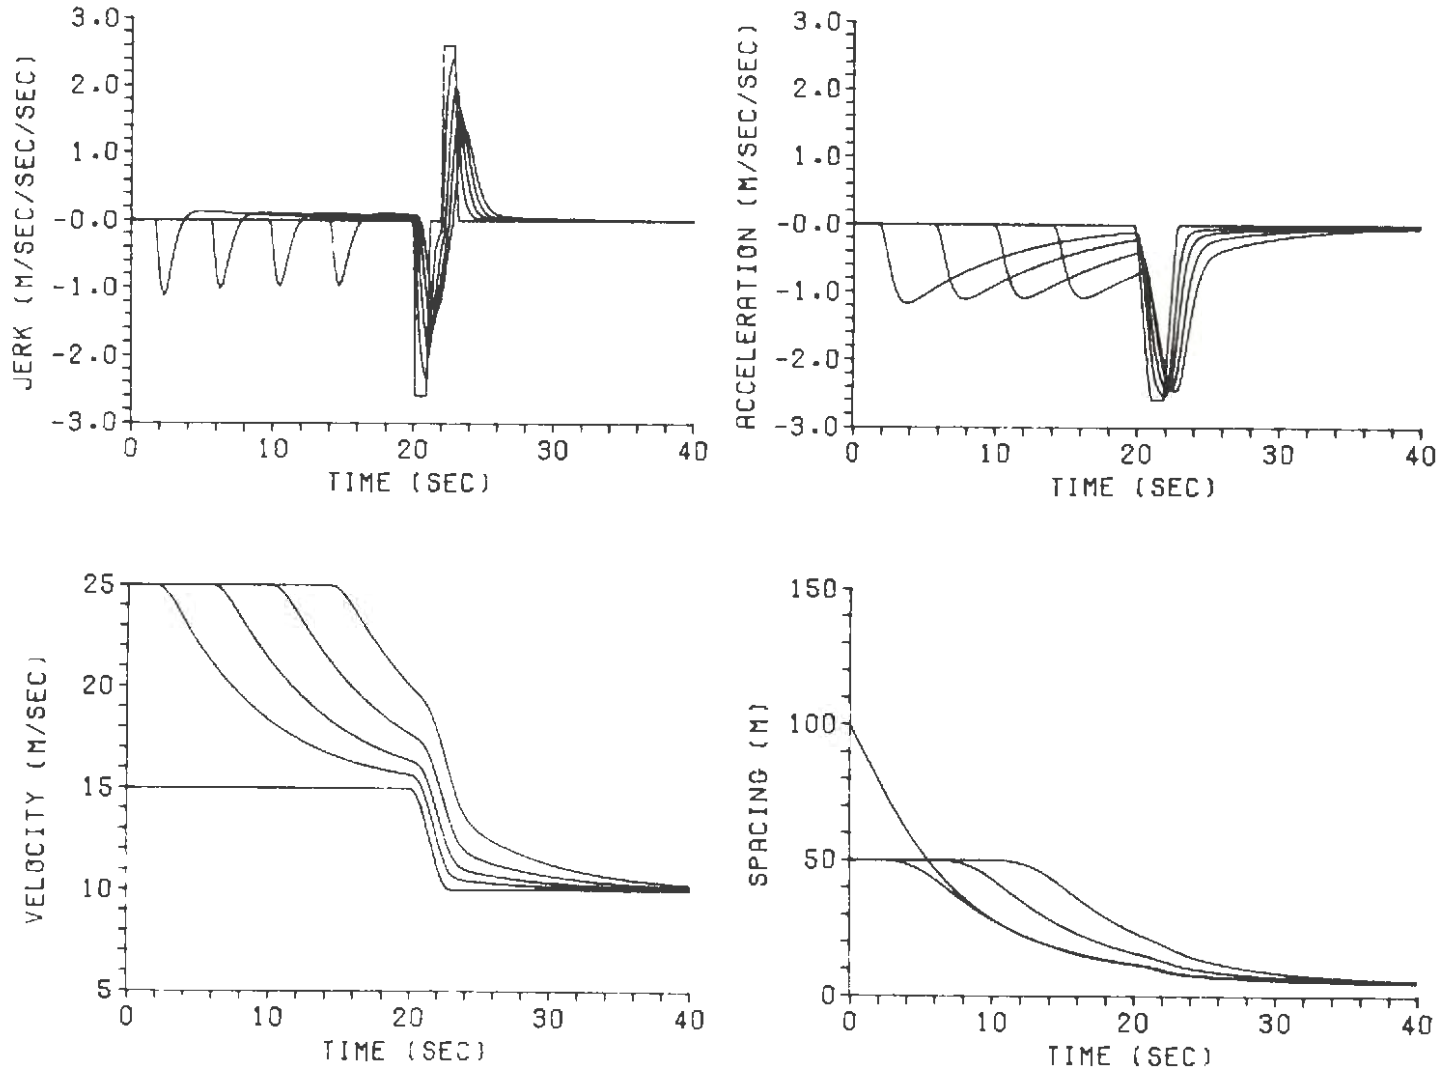 3.0
2.0
1.0
-0.0
-1.0
-2.0
-3.0
JERK (M/SEC/SEC/SEC)
0 10 20 30 40
TIME (SEC)
3.0
2.0
1.0
-0.0
-1.0
-2.0
-3.0
ACCELERATION (M/SEC/SEC)
0 10 20 30 40
TIME (SEC)
25
20
15
10
5
VELOCITY (M/SEC)
0 10 20 30 40
TIME (SEC)
150
100
50
0
SPACING (M)
0 10 20 30 40
TIME (SEC)